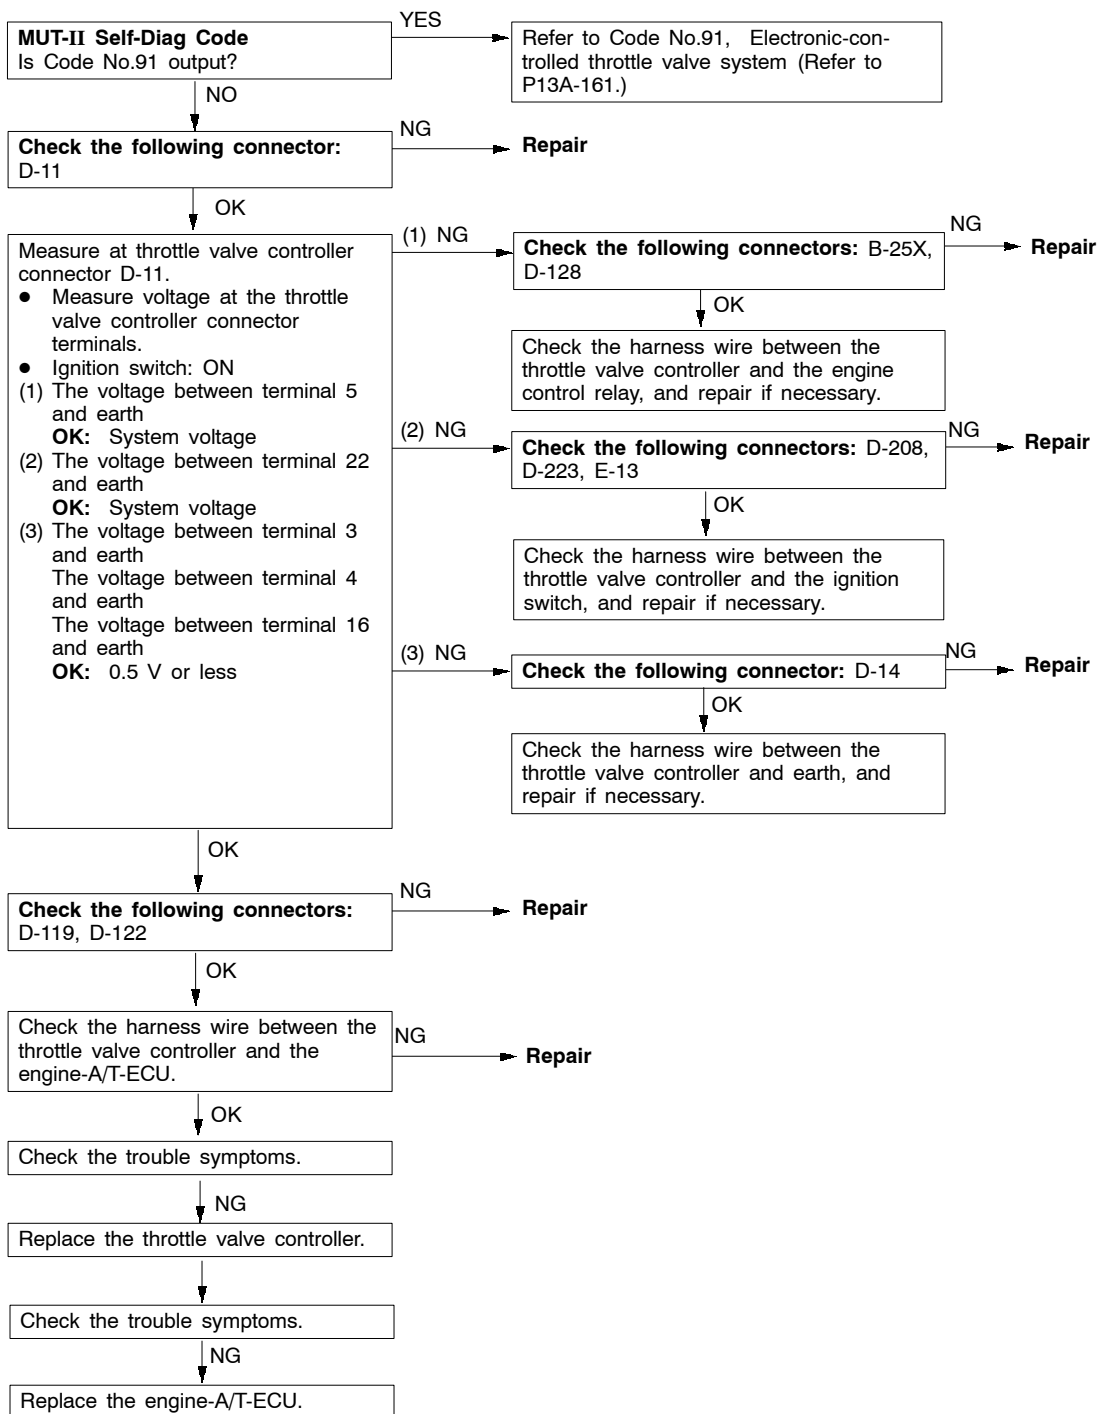 MUT-II Self-Diag Code
Is Code No.91 output?
YES
Refer to Code No.91, Electronic-con-
trolled throttle valve system (Refer to
P13A-161.)
NO
Check the following connector:
D-11
NG
Repair
OK
Measure at throttle valve controller
connector D-11.
● Measure voltage at the throttle
valve controller connector
terminals.
● Ignition switch: ON
(1) The voltage between terminal 5
and earth
OK: System voltage
(2) The voltage between terminal 22
and earth
OK: System voltage
(3) The voltage between terminal 3
and earth
The voltage between terminal 4
and earth
The voltage between terminal 16
and earth
OK: 0.5 V or less
(1) NG
Check the following connectors: B-25X,
D-128
NG
Repair
OK
Check the harness wire between the
throttle valve controller and the engine
control relay, and repair if necessary.
(2) NG
Check the following connectors: D-208,
D-223, E-13
NG
Repair
OK
Check the harness wire between the
throttle valve controller and the ignition
switch, and repair if necessary.
(3) NG
Check the following connector: D-14
NG
Repair
OK
Check the harness wire between the
throttle valve controller and earth, and
repair if necessary.
OK
Check the following connectors:
D-119, D-122
NG
Repair
OK
Check the harness wire between the
throttle valve controller and the
engine-A/T-ECU.
NG
Repair
OK
Check the trouble symptoms.
NG
Replace the throttle valve controller.
Check the trouble symptoms.
NG
Replace the engine-A/T-ECU.